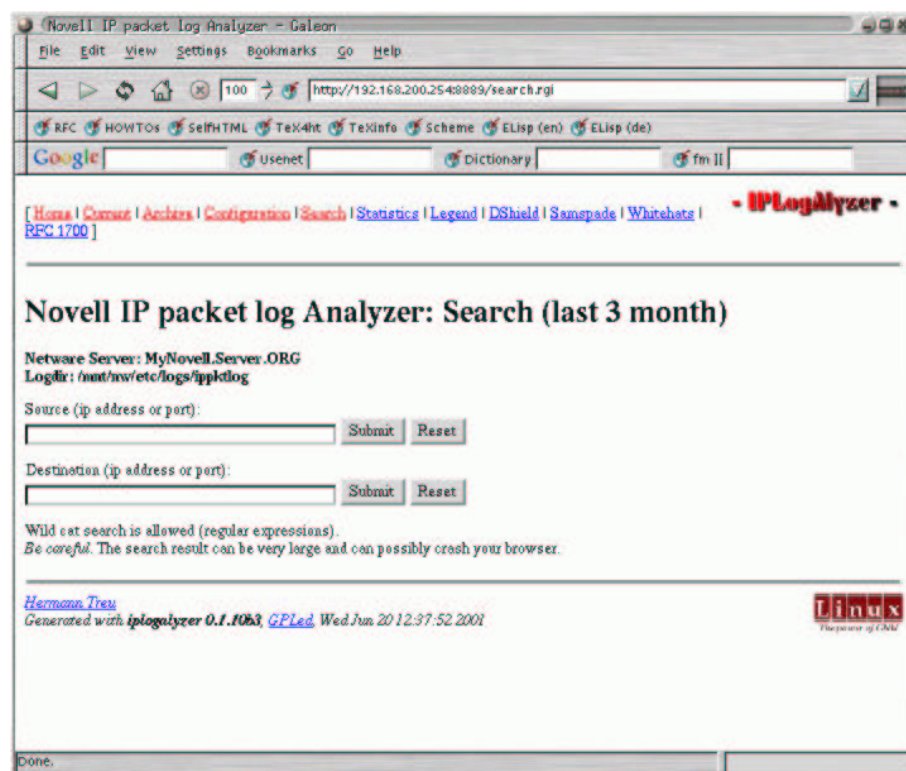 Novell IP packet log Analyzer - Galeon
File Edit View Settings Bookmarks Go Help
100 http://192.168.200.254:8889/search.rgi
RFC HOWTOs SelfHTML TeX4ht Texinfo Scheme ELisp (en) ELisp (de)
Google Usenet Dictionary fm II
[ Home | Current | Archive | Configuration | Search | Statistics | Legend | DShield | Samspade | Whitehats |
RFC 1700 ]
- IPLogAlyzer -
Novell IP packet log Analyzer: Search (last 3 month)
Netware Server: MyNovell.Server.ORG
Logdir: /mnt/nw/etc/logs/ippktlog
Source (ip address or port):
Submit Reset
Destination (ip address or port):
Submit Reset
Wild cat search is allowed (regular expressions).
Be careful. The search result can be very large and can possibly crash your browser.
Hermann Treu
Generated with iplogalyzer 0.1.10b3, GPLed, Wed Jun 20 12:37:52 2001
Linux
The power of GNU
Done.